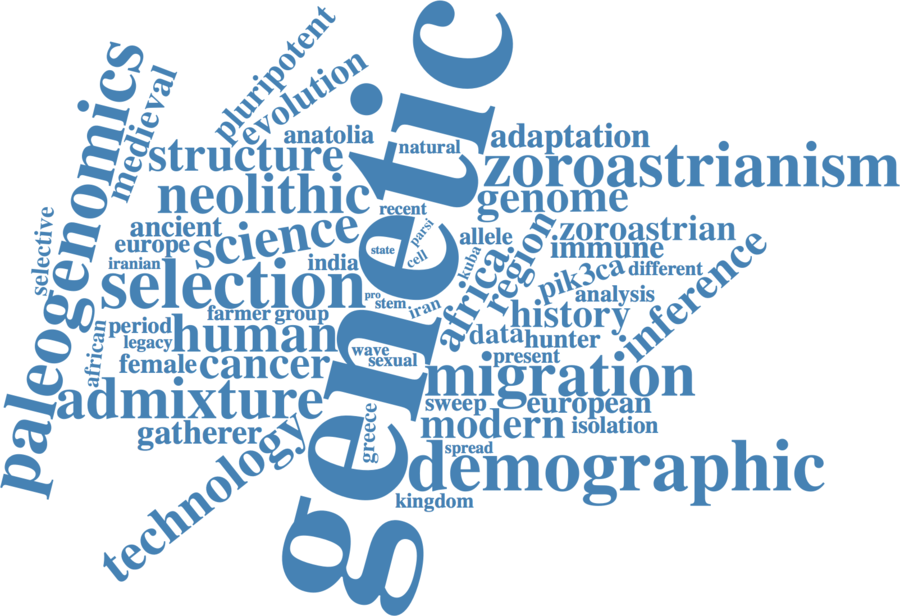 genetic
pluripotent
evolution
paleogenomics
medieval
anatolia
natural
adaptation
structure
zoroastrianism
neolithic
recent
genome
ancient
science
state
parsi
cell
allele
region
zoroastrian
selective
europe
immune
iranian
india
kuba
africa
pik3ca
different
selection
pro
stem
iran
analysis
inference
farmer
group
history
period
human
data
hunter
african
legacy
wave
sexual
present
female
cancer
migration
admixture
sweep
european
greece
modern
isolation
gatherer
spread
technology
demographic
kingdom